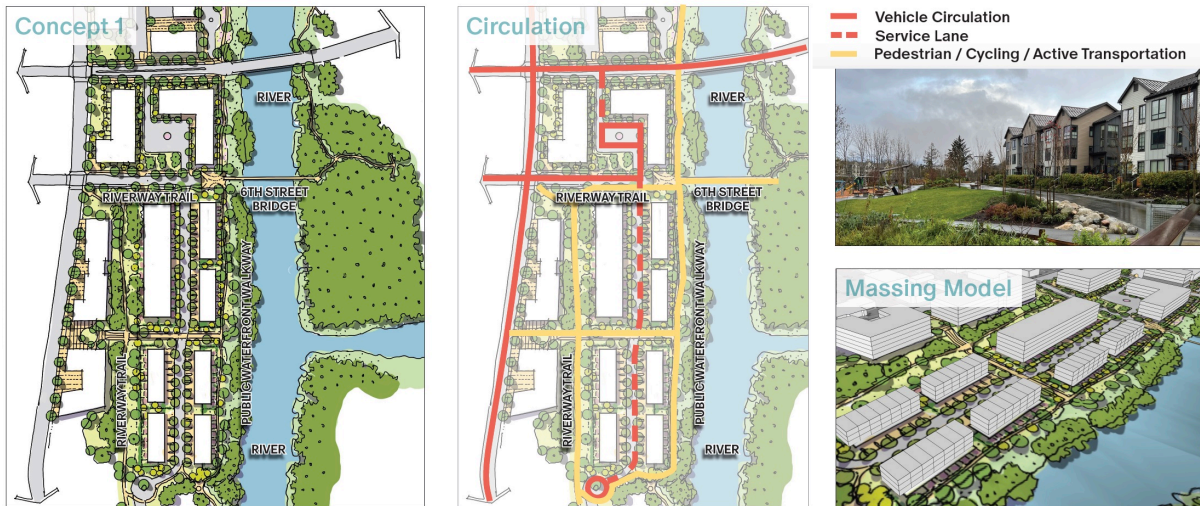 Concept 1
RIVER
RIVERWAY TRAIL
6TH STREET
BRIDGE
PUBLIC WATERFRONT WALKWAY
RIVERWAY TRAIL
RIVER
Circulation
RIVER
RIVERWAY TRAIL
6TH STREET
BRIDGE
PUBLIC WATERFRONT WALKWAY
RIVERWAY TRAIL
RIVER
Vehicle Circulation
Service Lane
Pedestrian / Cycling / Active Transportation
Massing Model